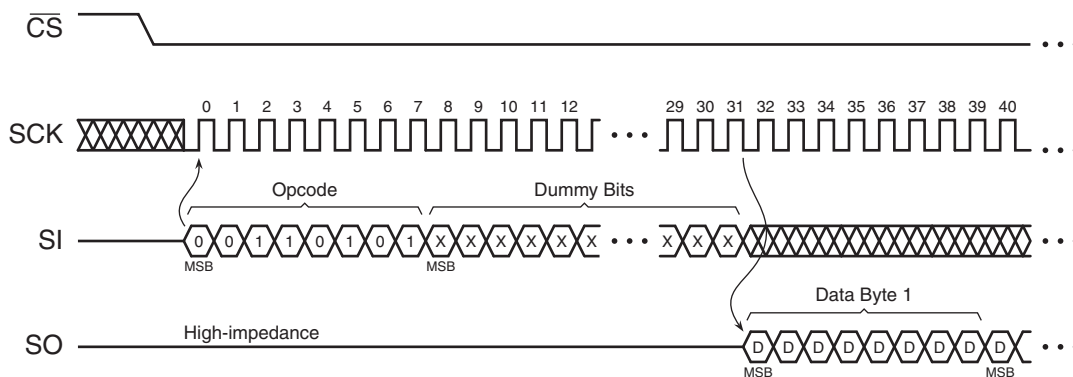 CS
0 1 2 3 4 5 6 7 8 9 10 11 12 29 30 31 32 33 34 35 36 37 38 39 40
SCK
Opcode Dummy Bits
SI 0 0 1 1 0 1 0 1 X X X X X X X X X
MSB MSB
Data Byte 1
High-impedance
SO D D D D D D D D D
MSB MSB